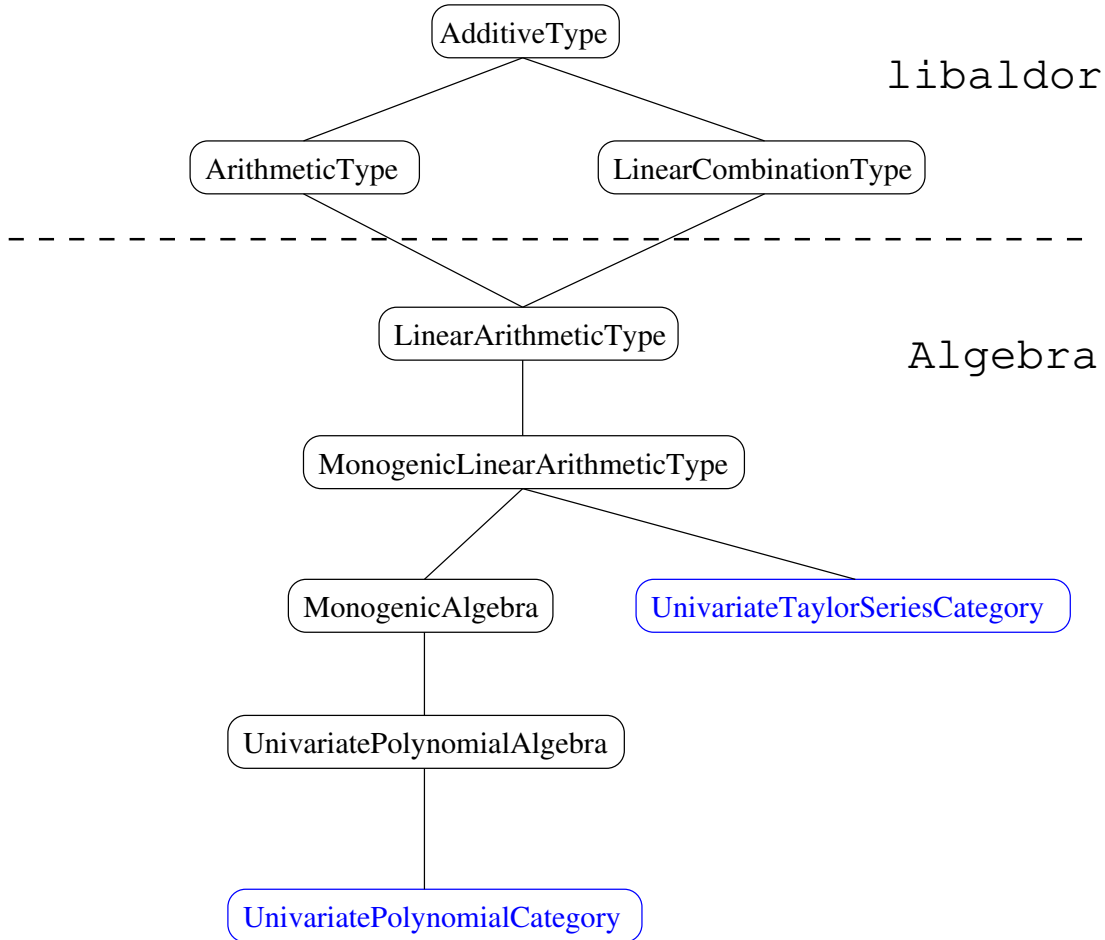 AdditiveType
libaldor
ArithmeticType
LinearCombinationType
LinearArithmeticType
Algebra
MonogenicLinearArithmeticType
MonogenicAlgebra
UnivariateTaylorSeriesCategory
UnivariatePolynomialAlgebra
UnivariatePolynomialCategory